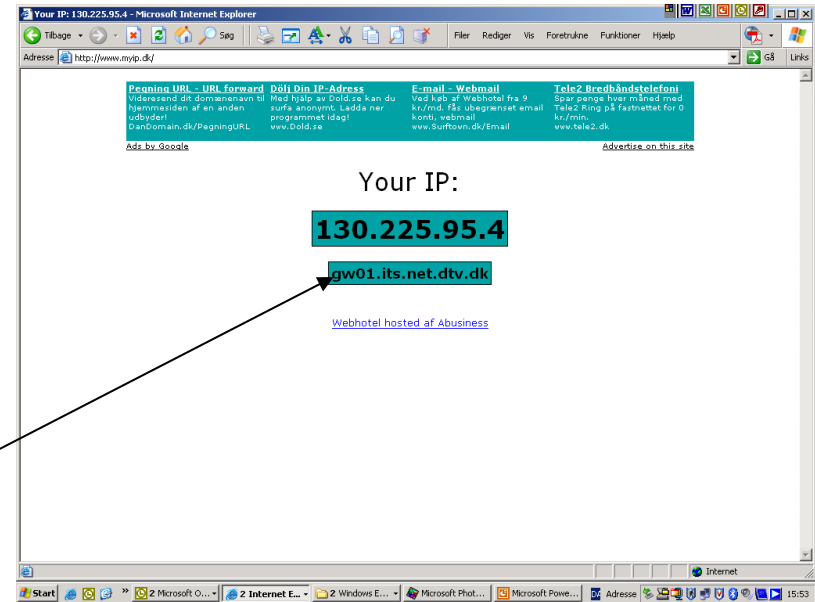 Your IP: 130.225.95.4 - Microsoft Internet Explorer
Tilbage Søg Filer Rediger Vis Foretrukne Funktioner Hjælp
Adresse http://www.myip.dk/ Gå Links
Pegning URL - URL forward
Videresend dit domænenavn til
hjemmesiden af en anden
udbyder!
DanDomain.dk/PegningURL
Dölj Din IP-Adress
Med hjälp av Dold.se kan du
surfa anonymt. Ladda ner
programmet idag!
www.Dold.se
E-mail - Webmail
Ved køb af Webhotel fra 9
kr./md. fås ubegrænset email
konti, webmail
www.Surftown.dk/Email
Tele2 Bredbåndstelefoni
Spar penge hver måned med
Tele2 Ring på fastnettet for 0
kr./min.
www.tele2.dk
Ads by Google Advertise on this site
Your IP:
130.225.95.4
gw01.its.net.dtv.dk
Webhotel hosted af Abusiness
Internet
Start » 2 Microsoft O... 2 Internet E... 2 Windows E... Microsoft Phot... Microsoft Powe... Adresse 15:53